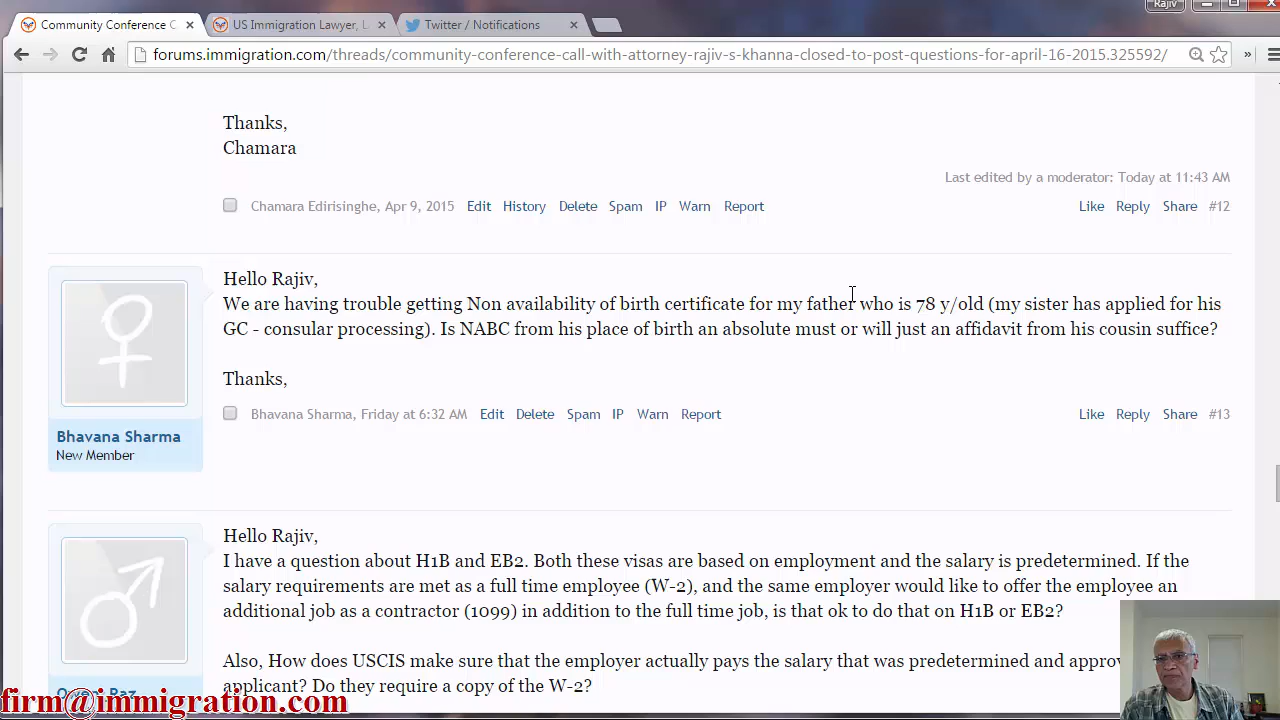 Rajiv
Community Conference C
US Immigration Lawyer, L
Twitter / Notifications
forums.immigration.com/threads/community-conference-call-with-attorney-rajiv-s-khanna-closed-to-post-questions-for-april-16-2015.325592/
Thanks,
Chamara
Last edited by a moderator: Today at 11:43 AM
Chamara Edirisinghe, Apr 9, 2015 Edit History Delete Spam IP Warn Report Like Reply Share #12
Hello Rajiv,
We are having trouble getting Non availability of birth certificate for my father who is 78 y/old (my sister has applied for his
GC - consular processing). Is NABC from his place of birth an absolute must or will just an affidavit from his cousin suffice?
Thanks,
Bhavana Sharma, Friday at 6:32 AM Edit Delete Spam IP Warn Report Like Reply Share #13
Bhavana Sharma
New Member
Hello Rajiv,
I have a question about H1B and EB2. Both these visas are based on employment and the salary is predetermined. If the
salary requirements are met as a full time employee (W-2), and the same employer would like to offer the employee an
additional job as a contractor (1099) in addition to the full time job, is that ok to do that on H1B or EB2?
Also, How does USCIS make sure that the employer actually pays the salary that was predetermined and approv
applicant? Do they require a copy of the W-2?
firm@immigration.com